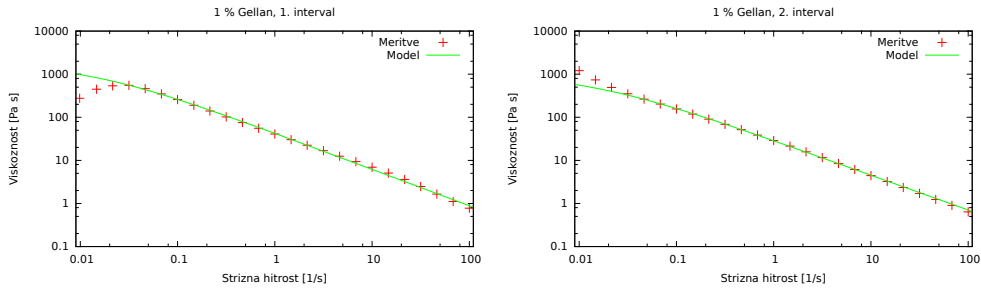 1 % Gellan, 1. interval
10000
1000
100
10
1
0.1
0.01
0.1
1
10
100
Viskoznost [Pa s]
Strizna hitrost [1/s]
Meritve
Model
1 % Gellan, 2. interval
10000
1000
100
10
1
0.1
0.01
0.1
1
10
100
Viskoznost [Pa s]
Strizna hitrost [1/s]
Meritve
Model